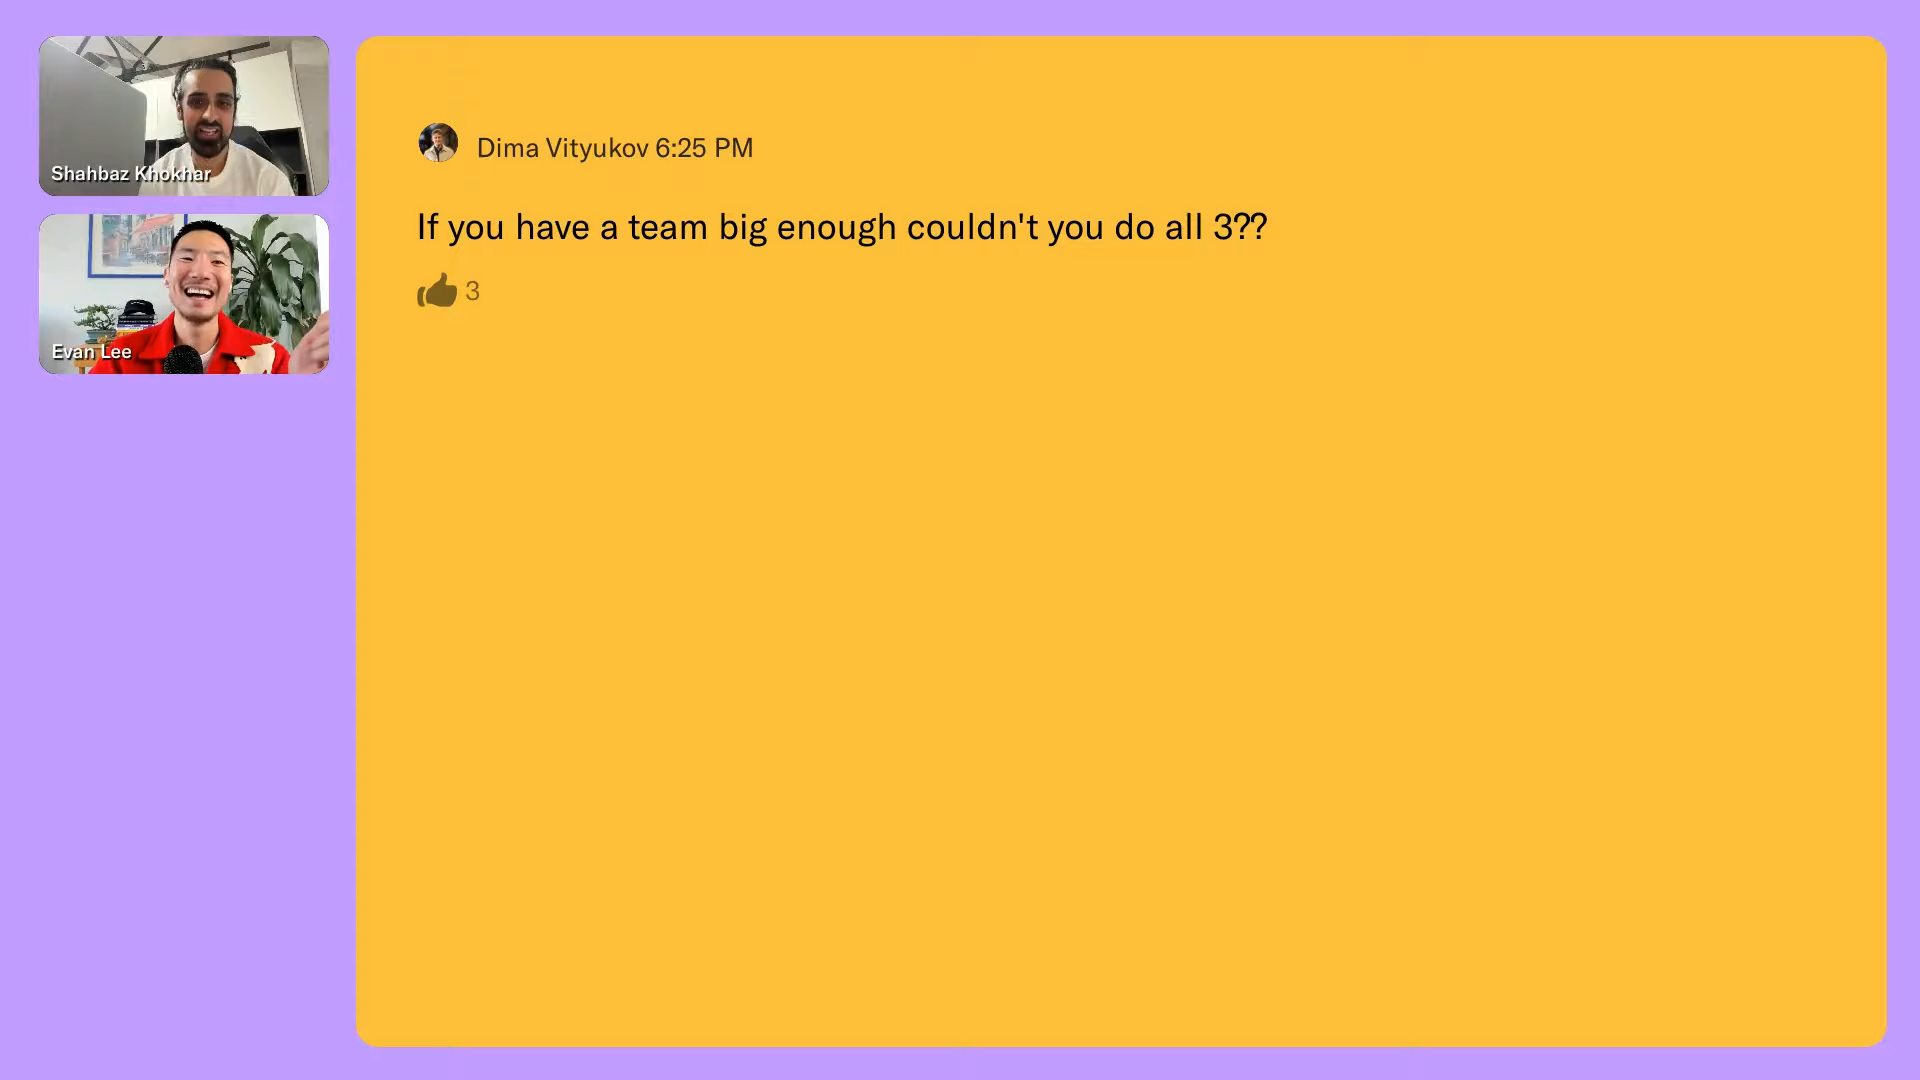 Shahbaz Khokhar
Evan Lee
Dima Vityukov 6:25 PM
If you have a team big enough couldn't you do all 3??
3